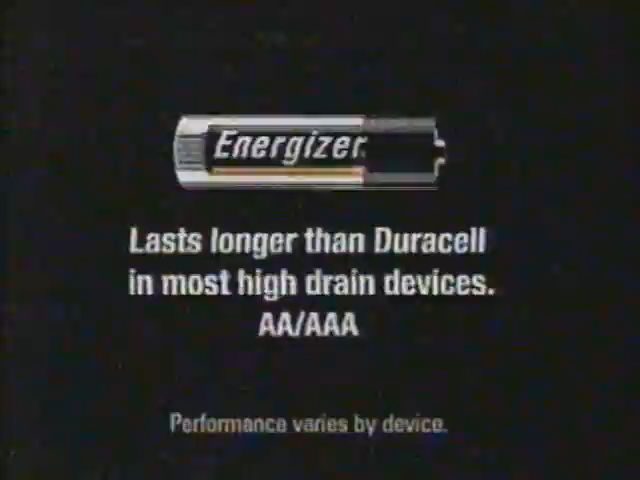 Energizer
Lasts longer than Duracell
in most high drain devices.
AA/AAA
Performance varies by device.